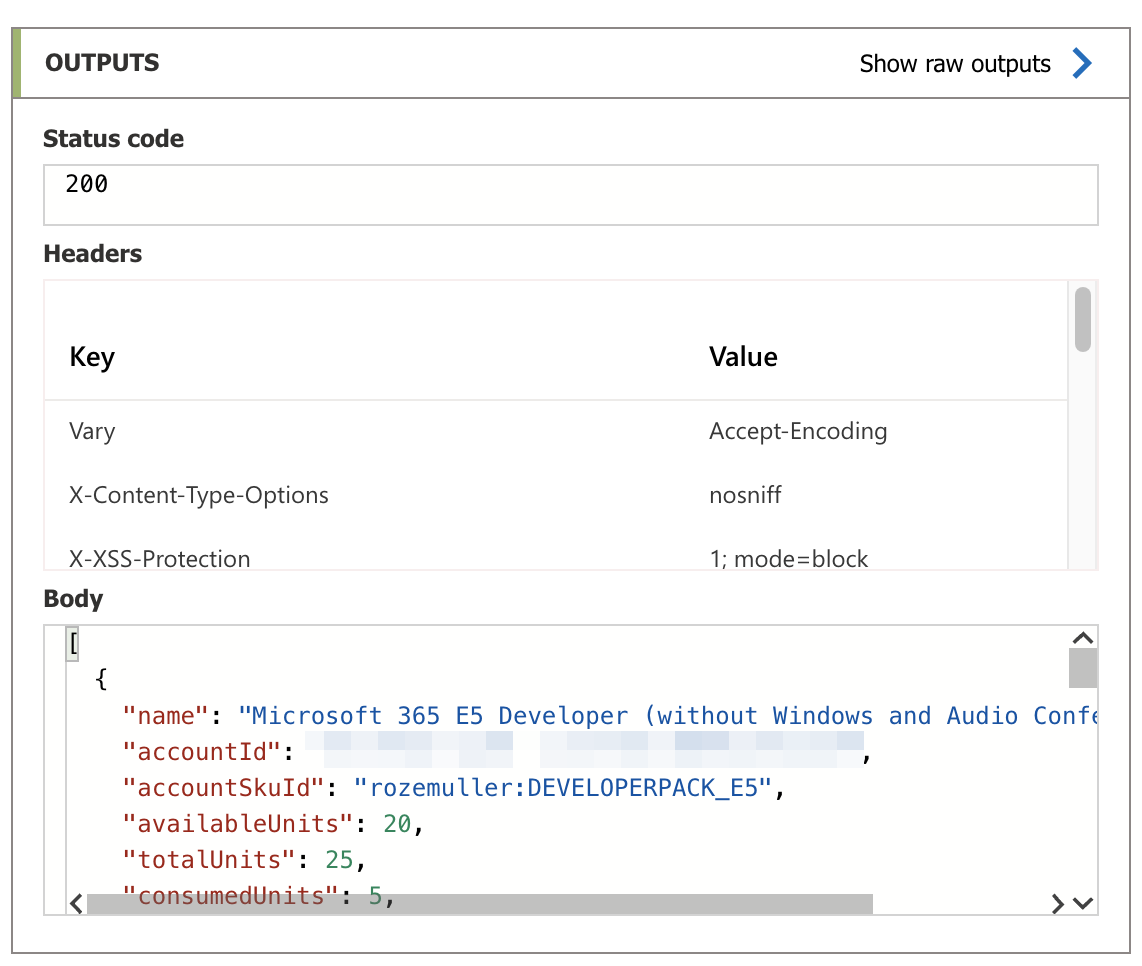 OUTPUTS
Show raw outputs
Status code
200
Headers
Key Value
Vary Accept-Encoding
X-Content-Type-Options nosniff
X-XSS-Protection 1; mode=block
Body
[
{
"name": "Microsoft 365 E5 Developer (without Windows and Audio Confe
"accountId": ,
"accountSkuId": "rozemuller:DEVELOPERPACK_E5",
"availableUnits": 20,
"totalUnits": 25,
"consumedUnits": 5,